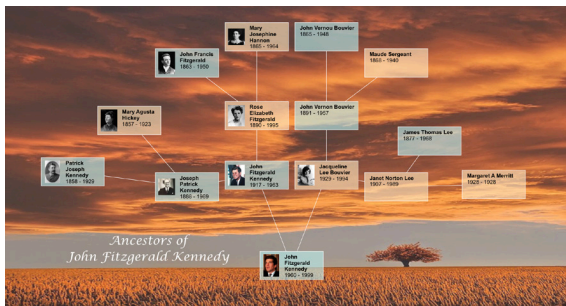 Mary
Josephine
Hannon
1865 - 1964
John Vernou Bouvier
1865 - 1948
John Francis
Fitzgerald
1863 - 1950
Maude Sergeant
1865 - 1940
Mary Agusta
Hickey
1857 - 1923
Rose
Elizabeth
Fitzgerald
1890 - 1995
John Vernon Bouvier
1891 - 1957
James Thomas Lee
1877 - 1968
Patrick
Joseph
Kennedy
1858 - 1929
Joseph
Patrick
Kennedy
1888 - 1969
John
Fitzgerald
Kennedy
1917 - 1963
Jacqueline
Lee Bouvier
1929 - 1994
Janet Norton Lee
1907 - 1989
Margaret A Merritt
1928 - 1928
Ancestors of
John Fitzgerald Kennedy
John
Fitzgerald
Kennedy
1960 - 1999